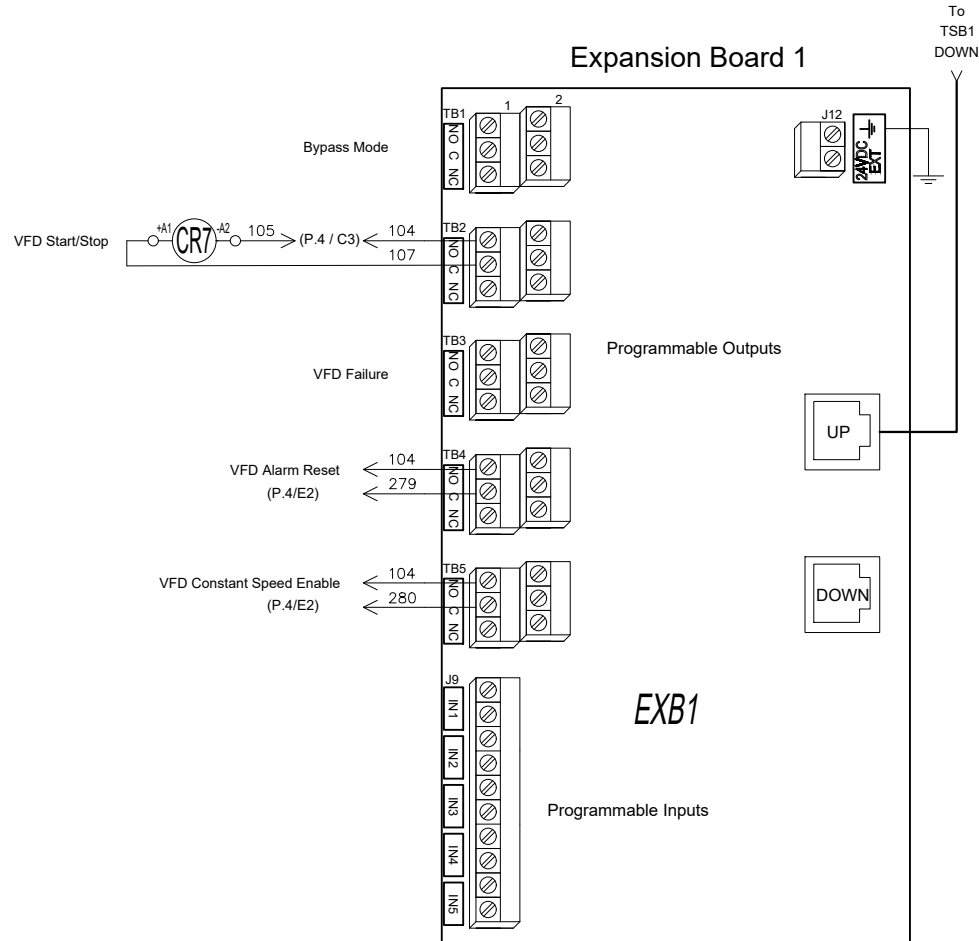 To
TSB1
DOWN
Expansion Board 1
TB1
1
2
J12
NO C NC
24VDC
EXT
Bypass Mode
TB2
VFD Start/Stop
+A1
CR7
-A2
105
(P.4 / C3)
104
107
NO C NC
TB3
NO C NC
Programmable Outputs
VFD Failure
UP
TB4
VFD Alarm Reset
104
(P.4/E2)
279
NO C NC
TB5
VFD Constant Speed Enable
104
(P.4/E2)
280
NO C NC
DOWN
J9
IN1
EXB1
IN2
IN3
Programmable Inputs
IN4
IN5